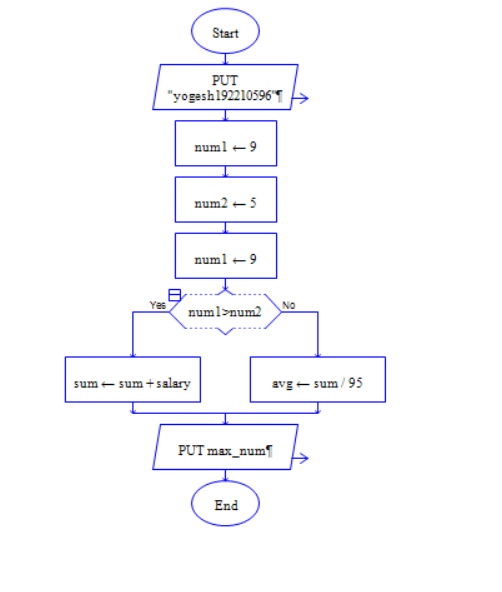 Start
PUT
"yogesh192210596"¶
num1 ← 9
num2 ← 5
num1 ← 9
Yes
num1>num2
No
sum ← sum + salary
avg ← sum / 95
PUT max_num¶
End